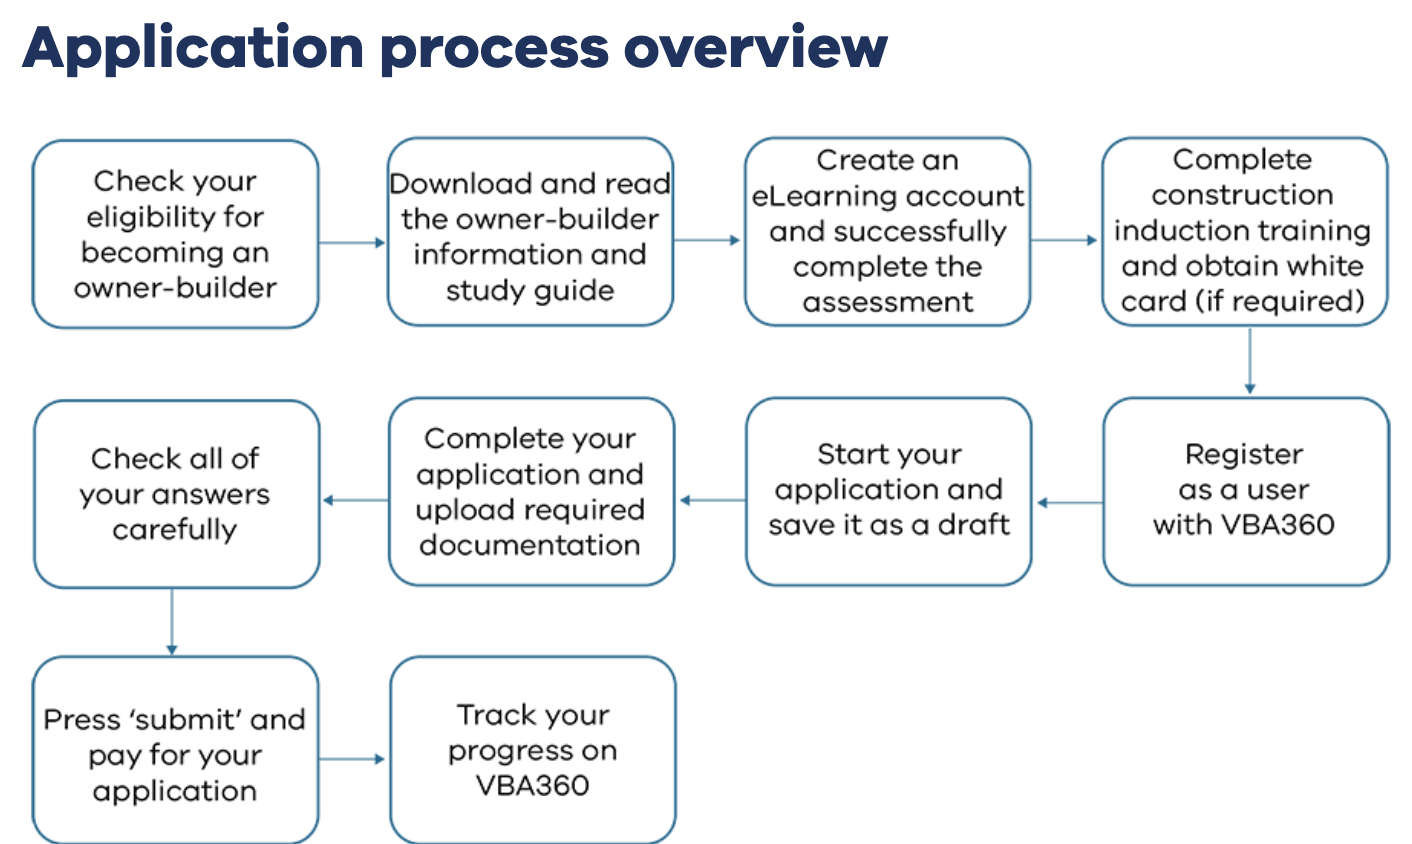 Application process overview
Check your
eligibility for
becoming an
owner-builder
Download and read
the owner-builder
information and
study guide
Create an
eLearning account
and successfully
complete the
assessment
Complete
construction
induction training
and obtain white
card (if required)
Register
as a user
with VBA360
Start your
application and
save it as a draft
Complete your
application and
upload required
documentation
Check all of
your answers
carefully
Press ‘submit’ and
pay for your
application
Track your
progress on
VBA360